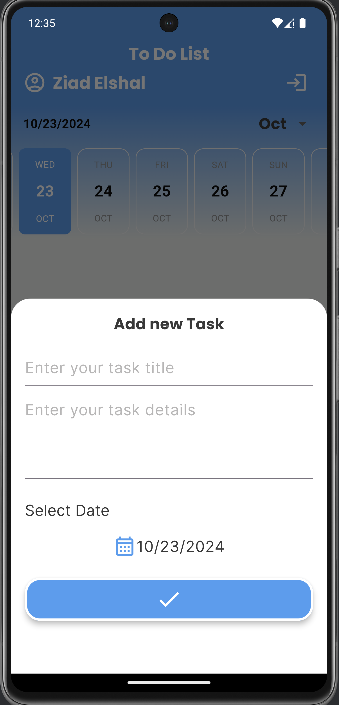 12:35
To Do List
Ziad Elshal
10/23/2024 Oct
WED THU FRI SAT SUN
23 24 25 26 27
OCT OCT OCT OCT OCT
Add new Task
Enter your task title
Enter your task details
Select Date
10/23/2024